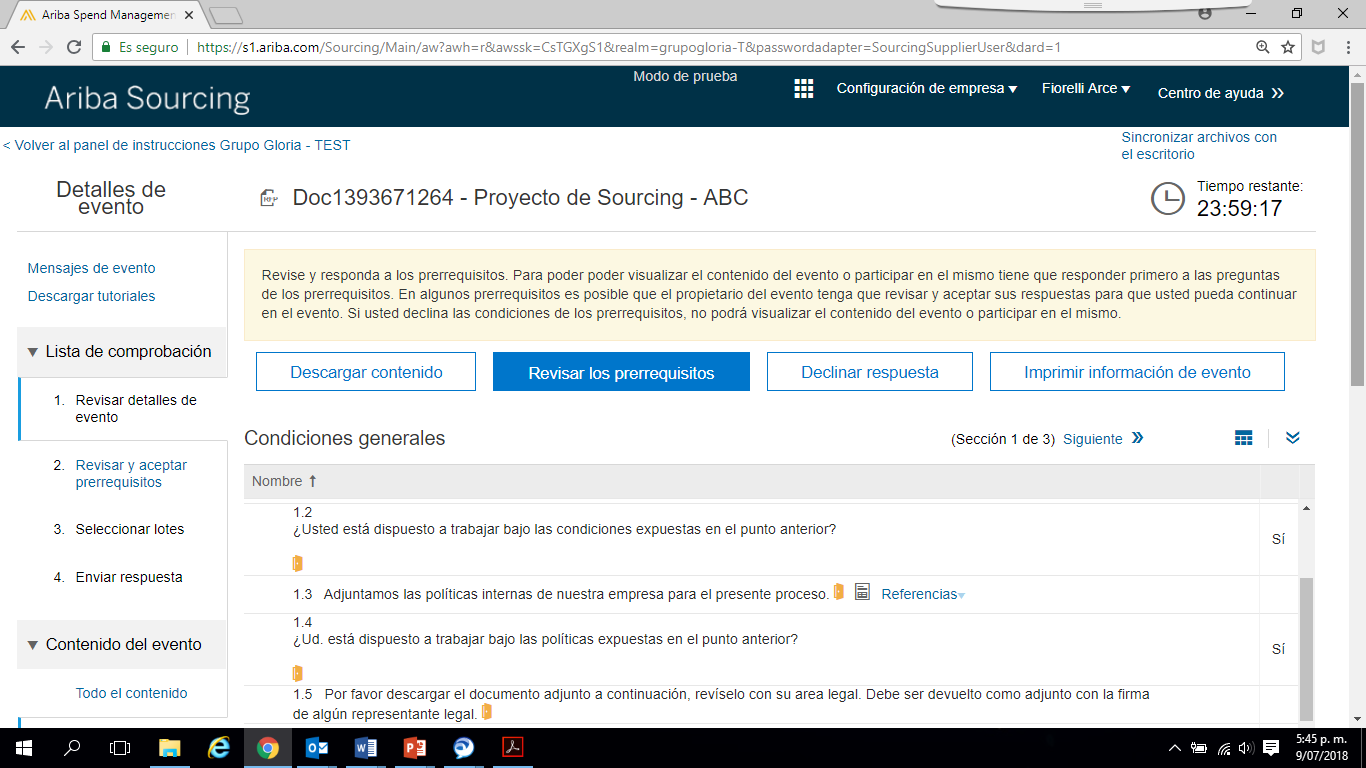 Ariba Spend Managemen
Es seguro
https://s1.ariba.com/Sourcing/Main/aw?awh=r&awssk=CsTGXgS1&realm=grupogloria-T&passwordadapter=SourcingSupplierUser&dard=1
Ariba Sourcing
Modo de prueba
Configuración de empresa
Fiorelli Arce
Centro de ayuda »
< Volver al panel de instrucciones Grupo Gloria - TEST
Sincronizar archivos con
el escritorio
Detalles de
evento
Doc1393671264 - Proyecto de Sourcing - ABC
Tiempo restante:
23:59:17
Mensajes de evento
Descargar tutoriales
Revise y responda a los prerrequisitos. Para poder poder visualizar el contenido del evento o participar en el mismo tiene que responder primero a las preguntas
de los prerrequisitos. En algunos prerrequisitos es posible que el propietario del evento tenga que revisar y aceptar sus respuestas para que usted pueda continuar
en el evento. Si usted declina las condiciones de los prerrequisitos, no podrá visualizar el contenido del evento o participar en el mismo.
Lista de comprobación
1. Revisar detalles de
evento
2. Revisar y aceptar
prerrequisitos
3. Seleccionar lotes
4. Enviar respuesta
Contenido del evento
Todo el contenido
Descargar contenido
Revisar los prerrequisitos
Declinar respuesta
Imprimir información de evento
Condiciones generales
(Sección 1 de 3) Siguiente »
Nombre ↑
1.2
¿Usted está dispuesto a trabajar bajo las condiciones expuestas en el punto anterior?
Sí
1.3 Adjuntamos las políticas internas de nuestra empresa para el presente proceso. Referencias
1.4
¿Ud. está dispuesto a trabajar bajo las políticas expuestas en el punto anterior?
Sí
1.5 Por favor descargar el documento adjunto a continuación, revíselo con su area legal. Debe ser devuelto como adjunto con la firma
de algún representante legal.
5:45 p. m.
9/07/2018